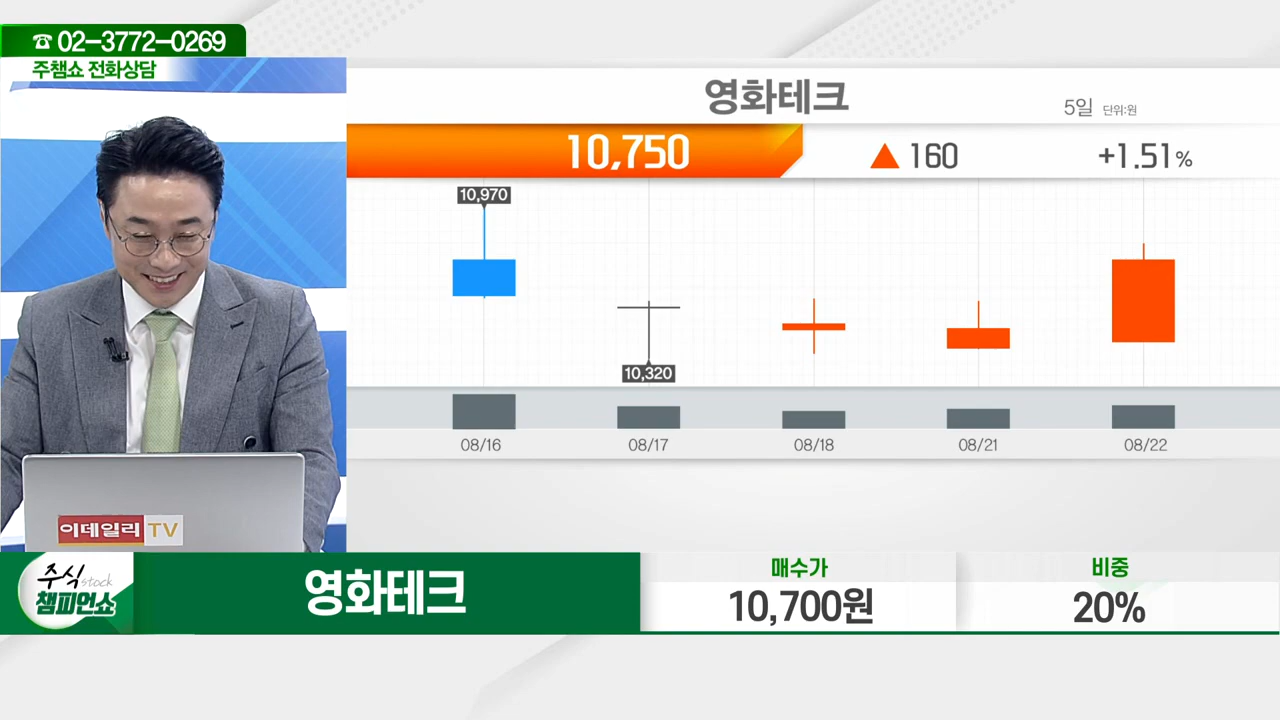 ☎ 02-3772-0269
주챔쇼 전화상담
영화테크
5일 단위:원
10,750 ▲ 160 +1.51%
10,970
10,320
08/16 08/17 08/18 08/21 08/22
이데일리 TV
주식 stock
챔피언쇼
영화테크
매수가
10,700원
비중
20%